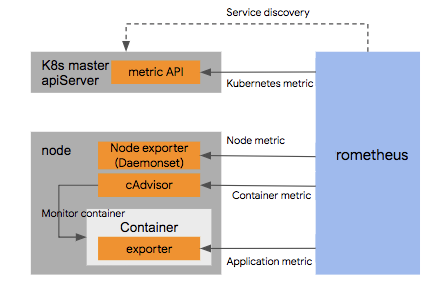 Service discovery
K8s master
apiServer
metric API
Kubernetes metric
node
Node exporter
(Daemonset)
Node metric
rometheus
cAdvisor
Container metric
Monitor container
Container
exporter
Application metric